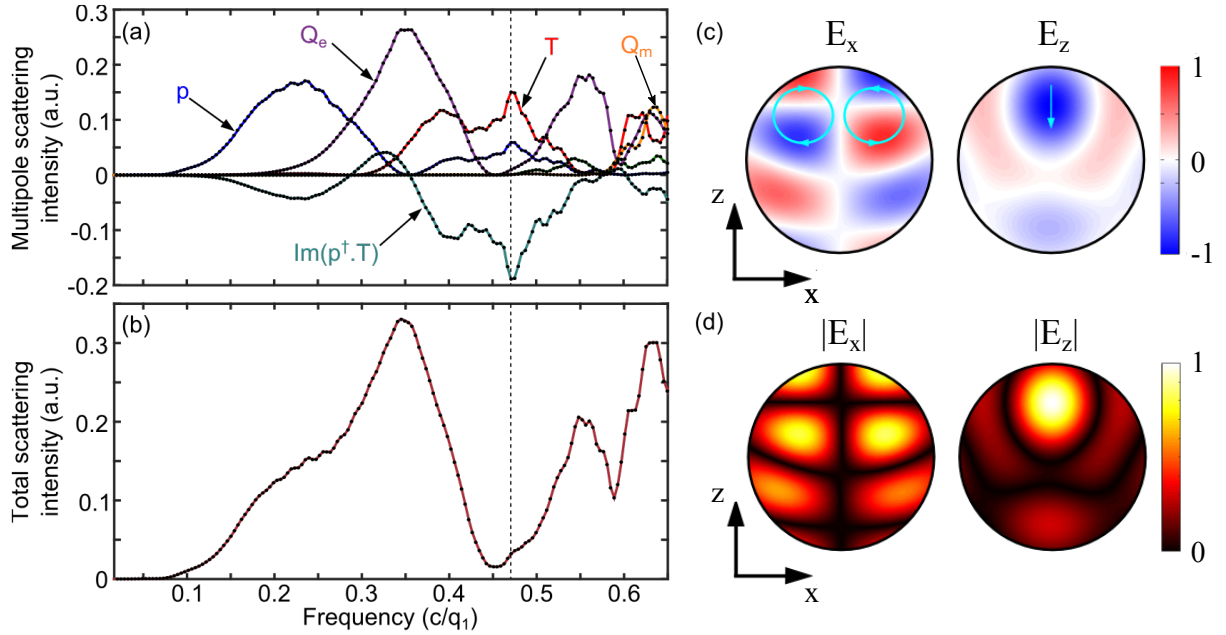 (a)
0.3
0.2
0.1
0
-0.1
-0.2
Multipole scattering
intensity (a.u.)
p
Qe
T
Qm
Im(p†.T)
(b)
0.3
0.2
0.1
0
Total scattering
intensity (a.u.)
0.1 0.2 0.3 0.4 0.5 0.6
Frequency (c/q1)
(c)
Ex Ez
z
x
1
0
-1
(d)
|Ex| |Ez|
z
x
1
0